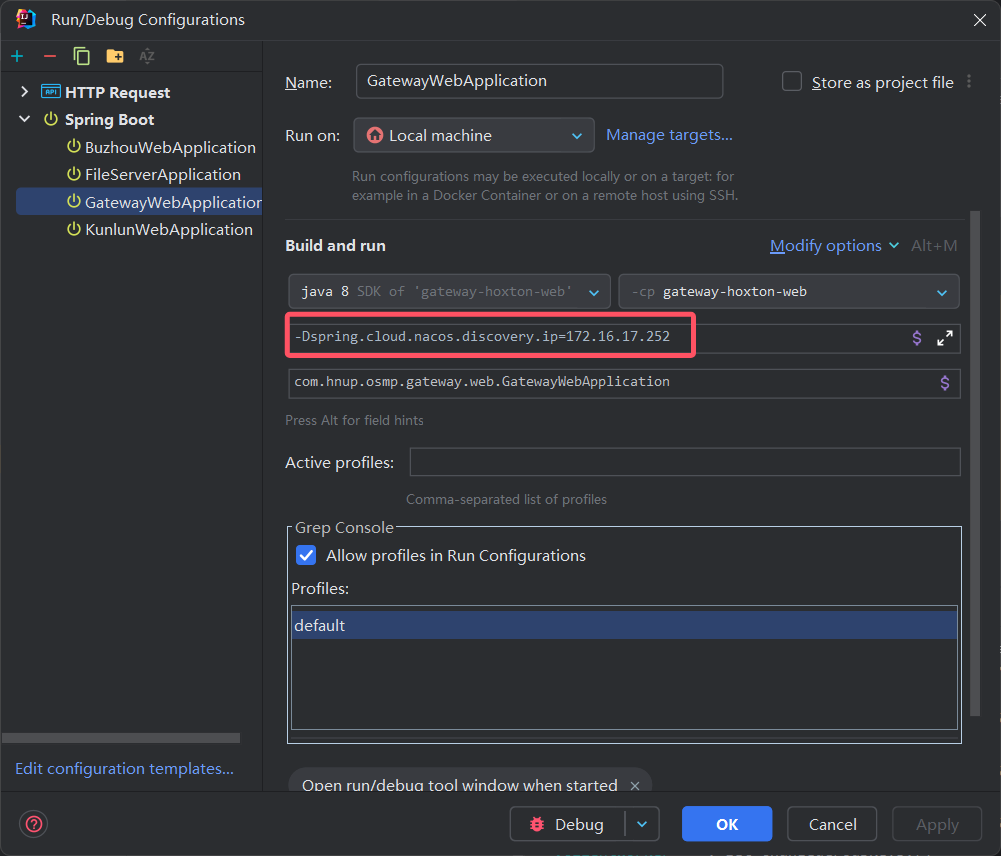 Run/Debug Configurations
HTTP Request
Spring Boot
BuzhouWebApplication
FileServerApplication
GatewayWebApplication
KunlunWebApplication
Edit configuration templates...
Name: GatewayWebApplication Store as project file
Run on: Local machine Manage targets...
Run configurations may be executed locally or on a target: for
example in a Docker Container or on a remote host using SSH.
Build and run Modify options Alt+M
java 8 SDK of 'gateway-hoxton-web' -cp gateway-hoxton-web
-Dspring.cloud.nacos.discovery.ip=172.16.17.252
com.hnup.osmp.gateway.web.GatewayWebApplication
Press Alt for field hints
Active profiles:
Comma-separated list of profiles
Grep Console
Allow profiles in Run Configurations
Profiles:
default
Open run/debug tool window when started
Debug OK Cancel Apply